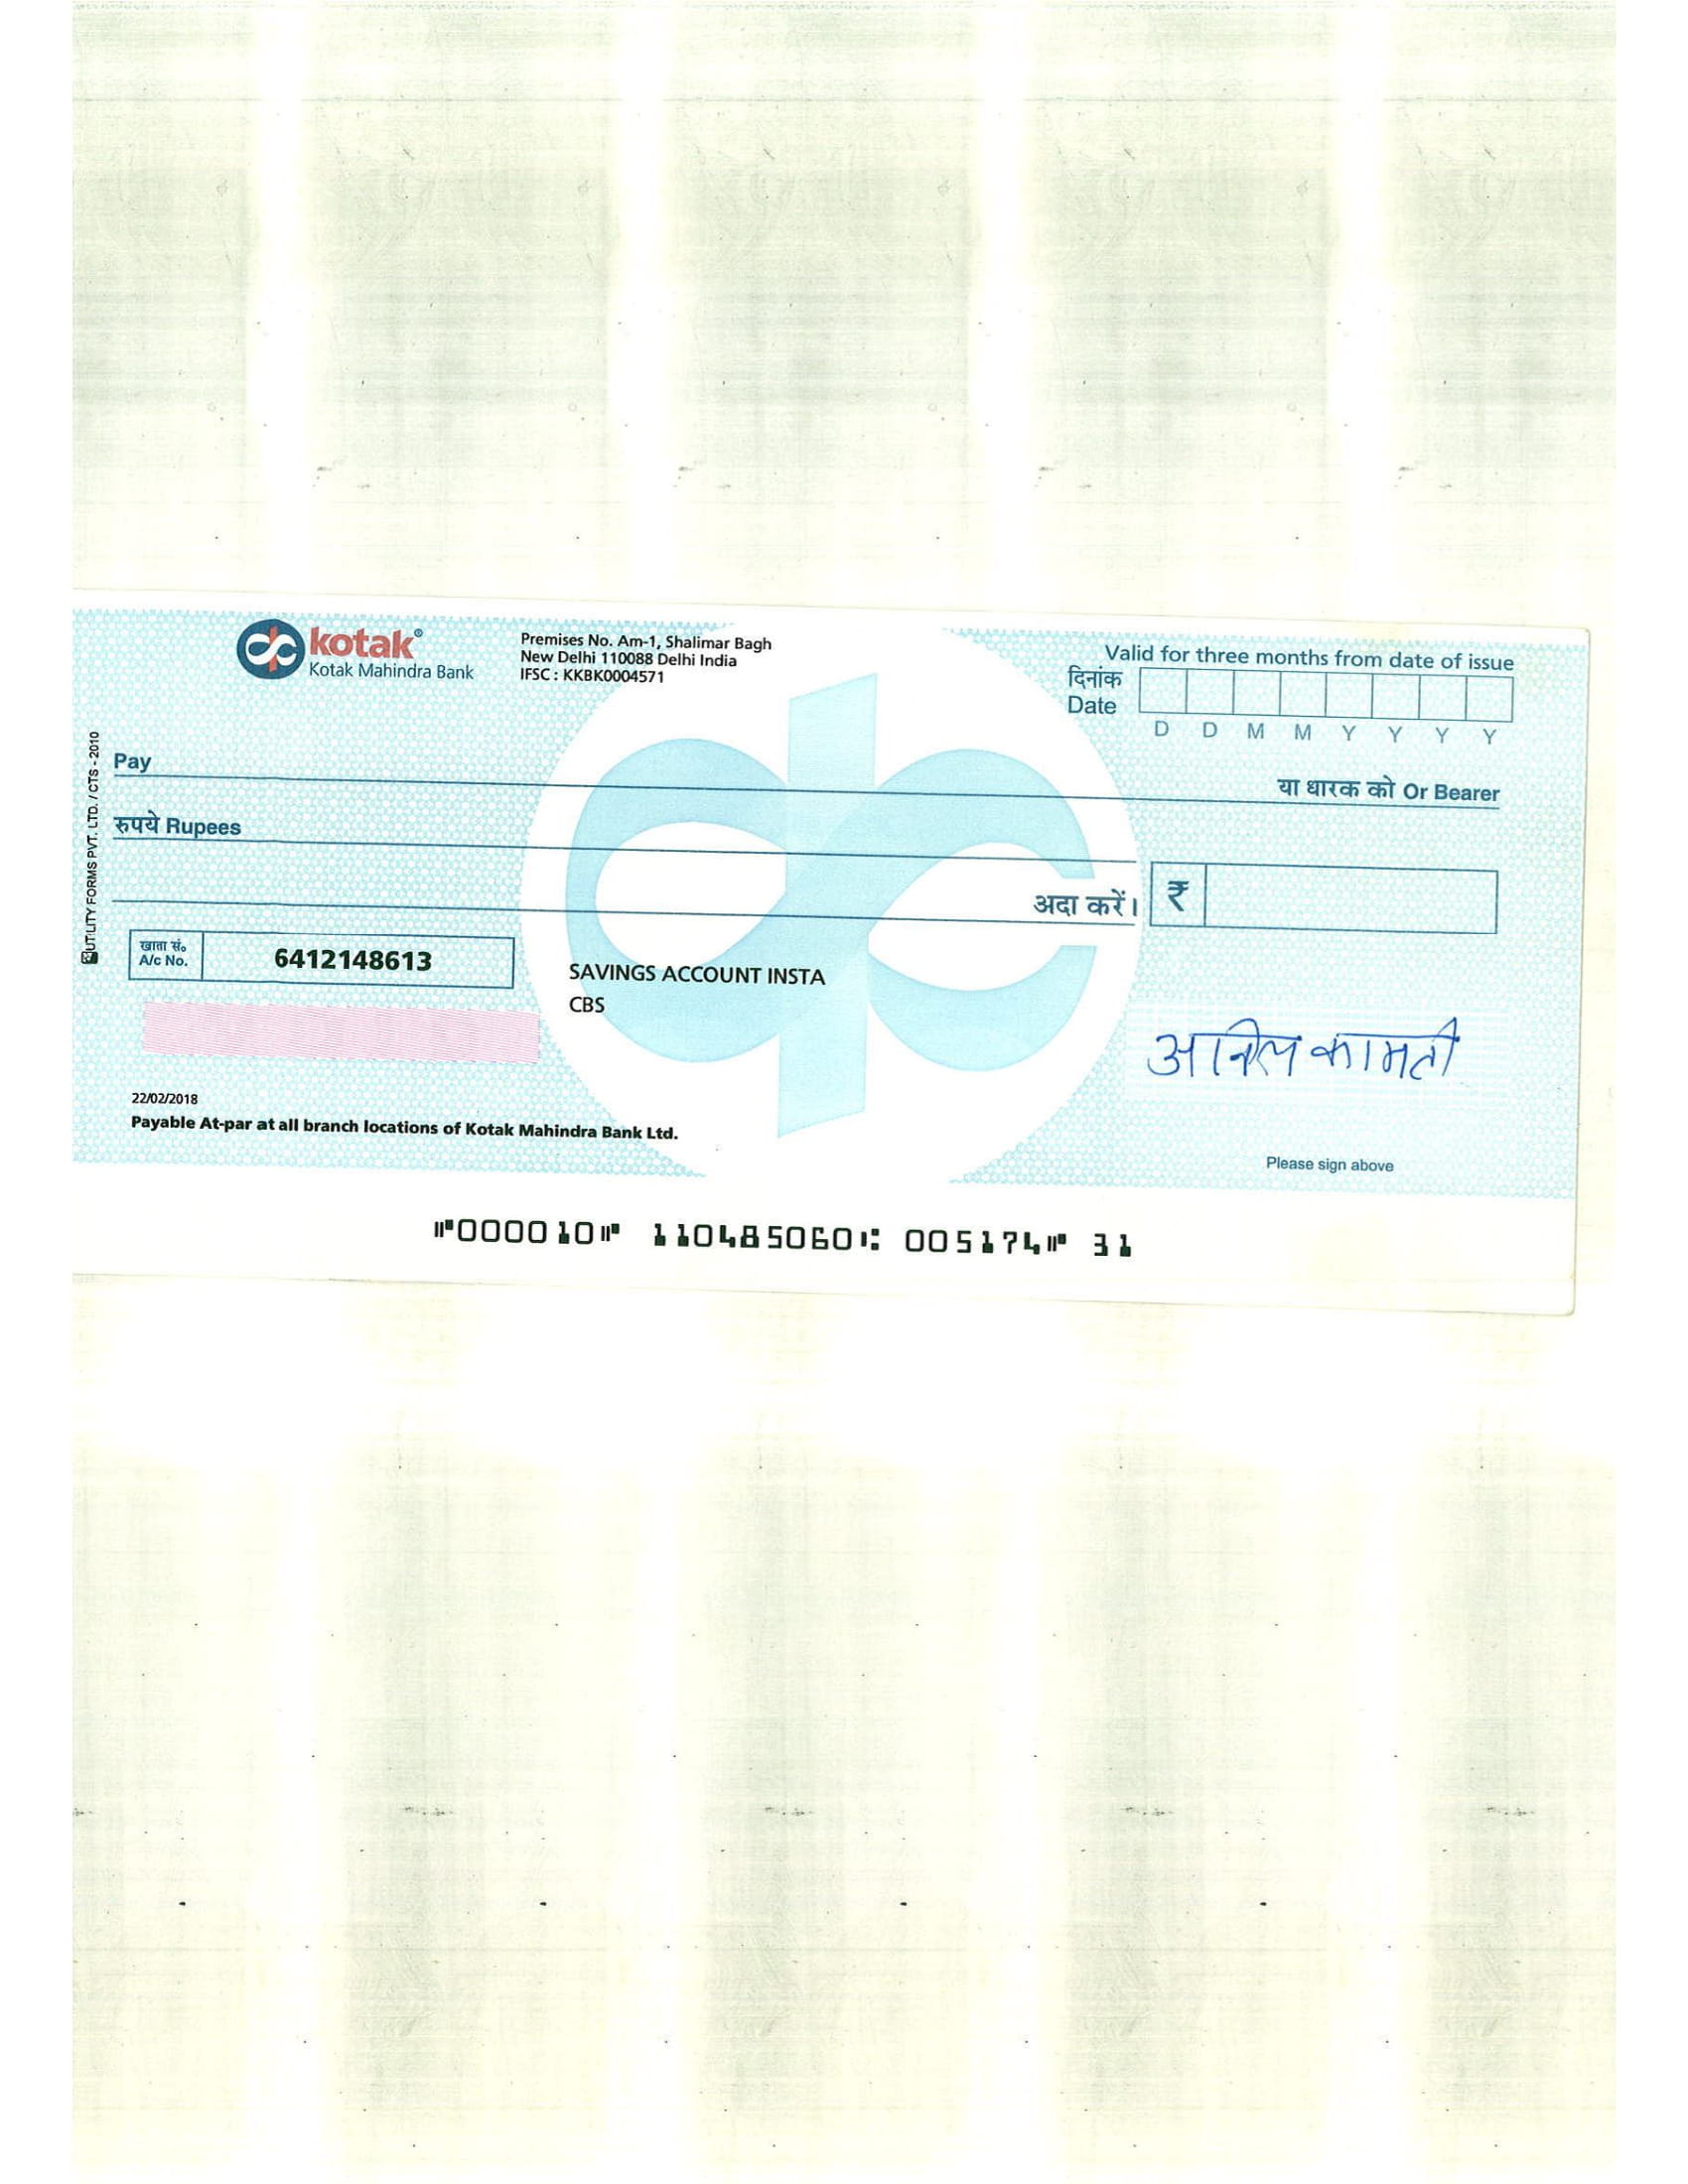 kotak®
Kotak Mahindra Bank
Premises No. Am-1, Shalimar Bagh
New Delhi 110088 Delhi India
IFSC : KKBK0004571
Valid for three months from date of issue
दिनांक
Date
D D M M Y Y Y Y
Pay
या धारक को Or Bearer
रुपये Rupees
अदा करें।
₹
UTILITY FORMS PVT. LTD. / CTS - 2010
खाता सं॰
A/c No.
6412148613
SAVINGS ACCOUNT INSTA
CBS
अनिल कामती
22/02/2018
Payable At-par at all branch locations of Kotak Mahindra Bank Ltd.
Please sign above
⑈000010⑈ 110485060⑆ 005174⑈ 31